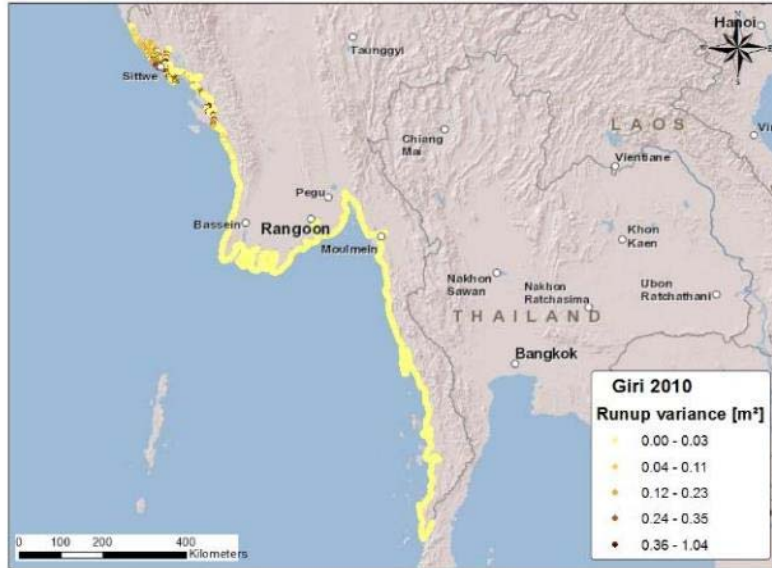 Hanoi
Taunggyi
Sittwe
N
S
LAOS
Chiang
Mai
Vientiane
Pegu
Bassein
Rangoon
Moulmein
Khon
Kaen
Nakhon
Sawan
Nakhon
Ratchasima
Ubon
Ratchathani
THAILAND
Bangkok
Giri 2010
Runup variance [m²]
0.00 - 0.03
0.04 - 0.11
0.12 - 0.23
0.24 - 0.35
0.36 - 1.04
0 100 200 400
Kilometers